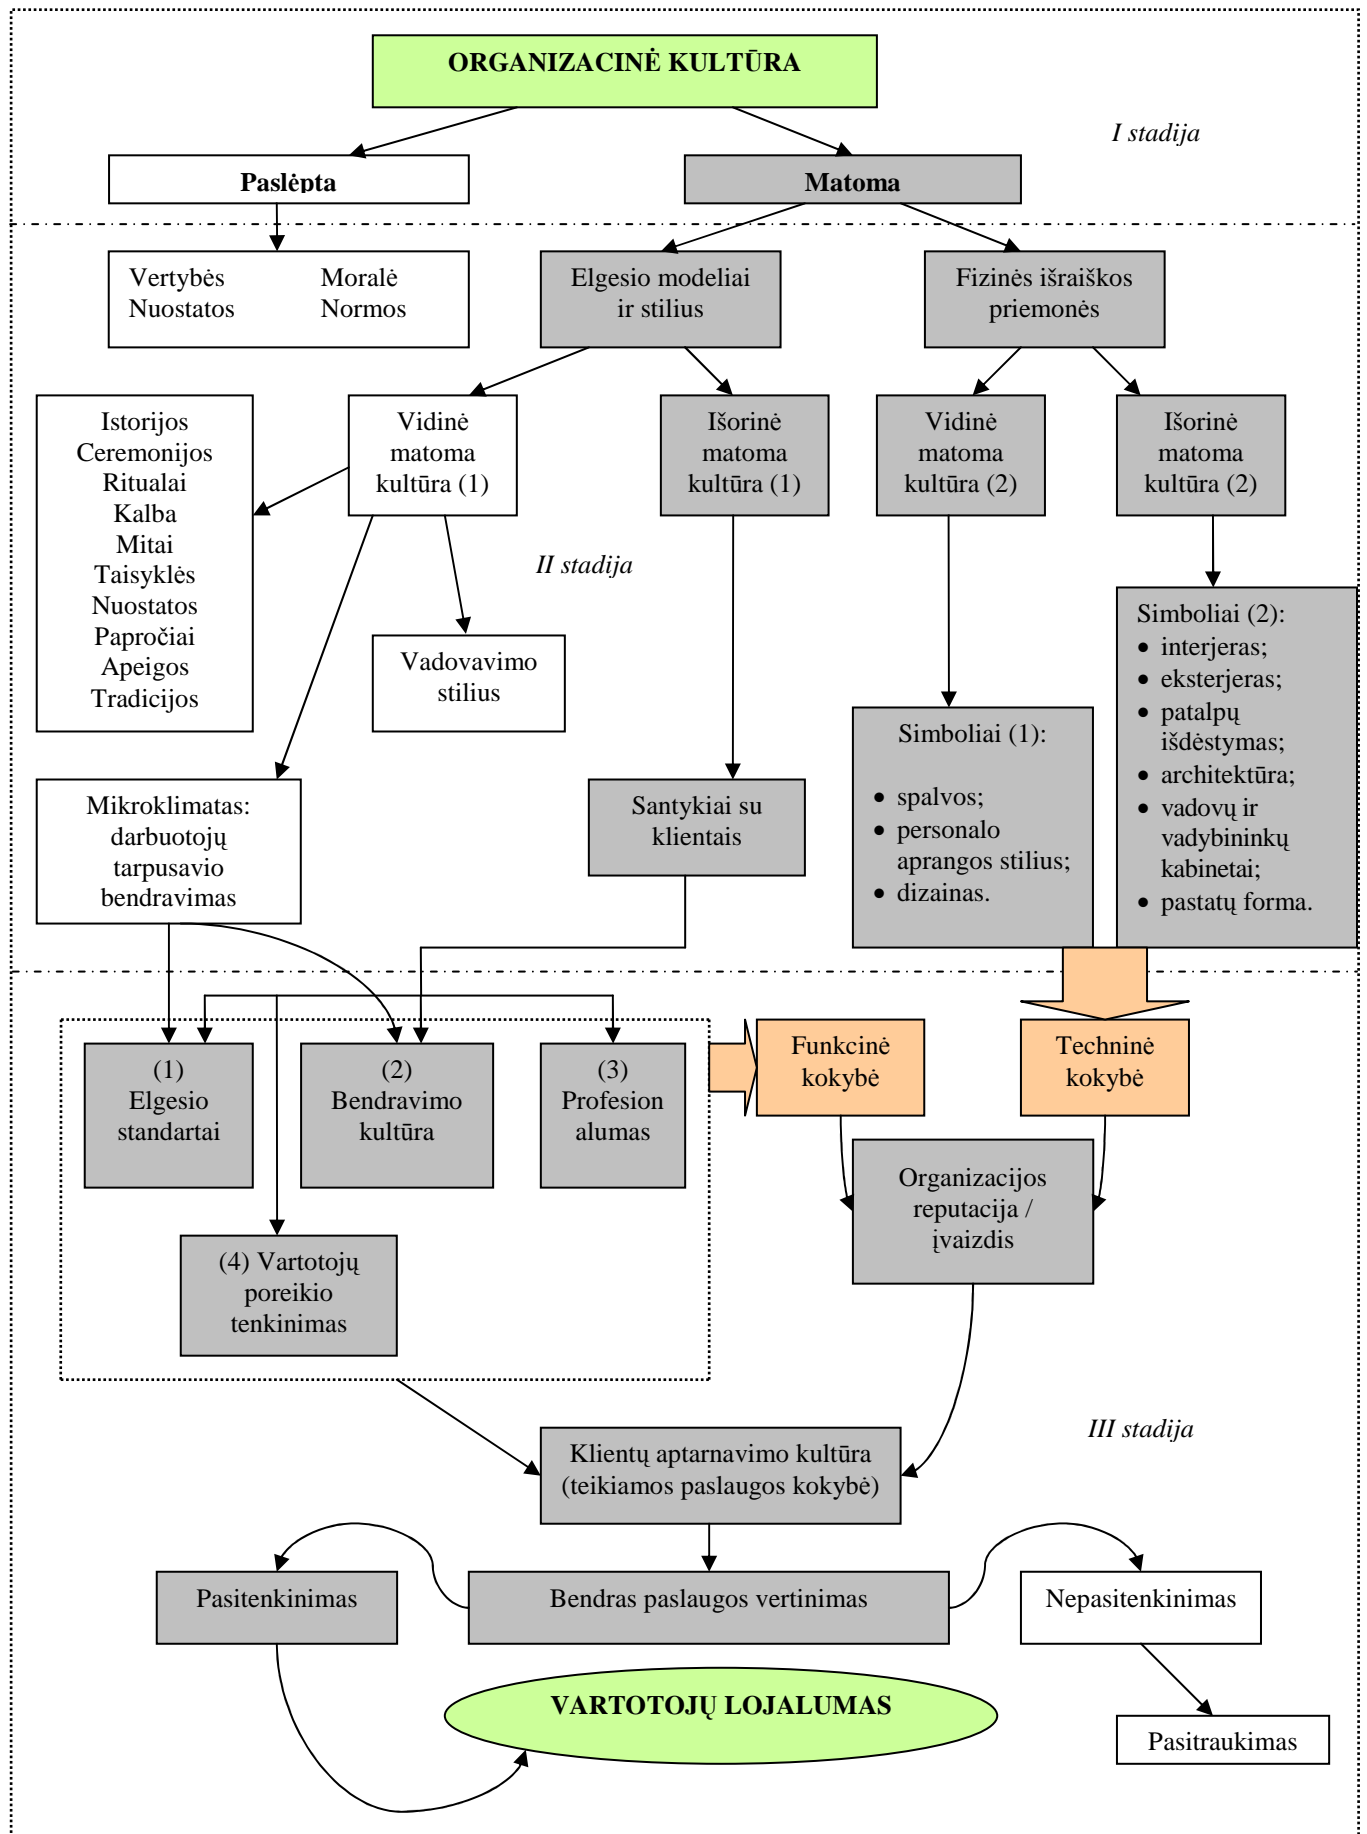 ORGANIZACINĖ KULTŪRA
I stadija
Paslėpta
Matoma
Vertybės Moralė
Nuostatos Normos
Elgesio modeliai
ir stilius
Fizinės išraiškos
priemonės
Istorijos
Ceremonijos
Ritualai
Kalba
Mitai
Taisyklės
Nuostatos
Papročiai
Apeigos
Tradicijos
Vidinė
matoma
kultūra (1)
Išorinė
matoma
kultūra (1)
Vidinė
matoma
kultūra (2)
Išorinė
matoma
kultūra (2)
II stadija
Vadovavimo
stilius
Simboliai (2):
• interjeras;
• eksterjeras;
• patalpų
išdėstymas;
• architektūra;
• vadovų ir
vadybininkų
kabinetai;
• pastatų forma.
Simboliai (1):
• spalvos;
• personalo
aprangos stilius;
• dizainas.
Mikroklimatas:
darbuotojų
tarpusavio
bendravimas
Santykiai su
klientais
(1)
Elgesio
standartai
(2)
Bendravimo
kultūra
(3)
Profesion
alumas
Funkcinė
kokybė
Techninė
kokybė
(4) Vartotojų
poreikio
tenkinimas
Organizacijos
reputacija /
įvaizdis
III stadija
Klientų aptarnavimo kultūra
(teikiamos paslaugos kokybė)
Pasitenkinimas
Bendras paslaugos vertinimas
Nepasitenkinimas
VARTOTOJŲ LOJALUMAS
Pasitraukimas